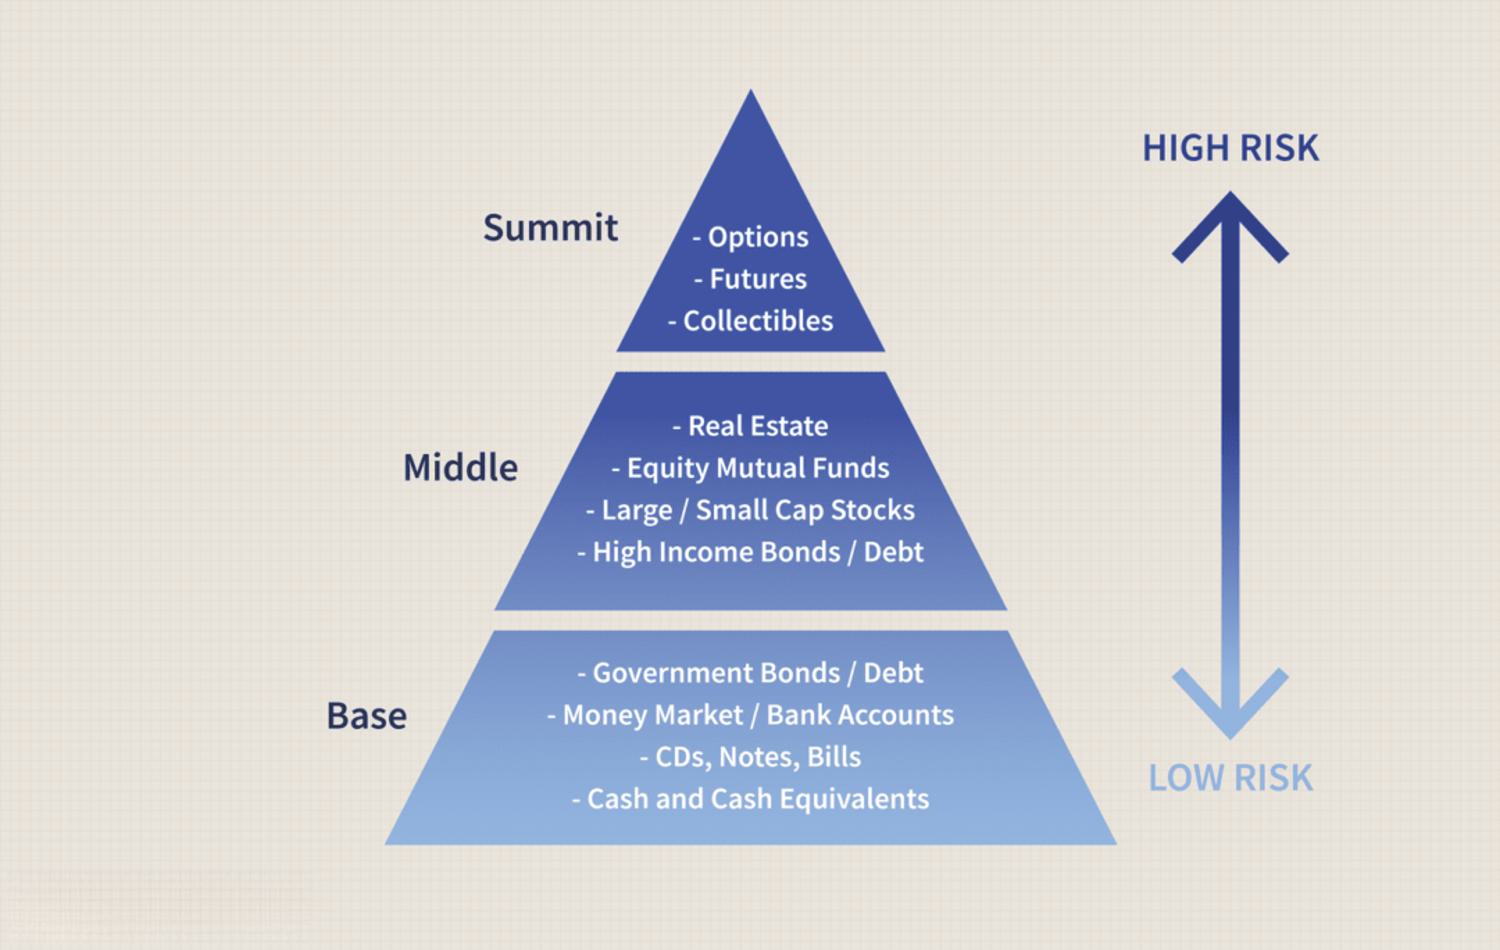 HIGH RISK
Summit
- Options
- Futures
- Collectibles
- Real Estate
Middle
- Equity Mutual Funds
- Large / Small Cap Stocks
- High Income Bonds / Debt
- Government Bonds / Debt
Base
- Money Market / Bank Accounts
- CDs, Notes, Bills
- Cash and Cash Equivalents
LOW RISK